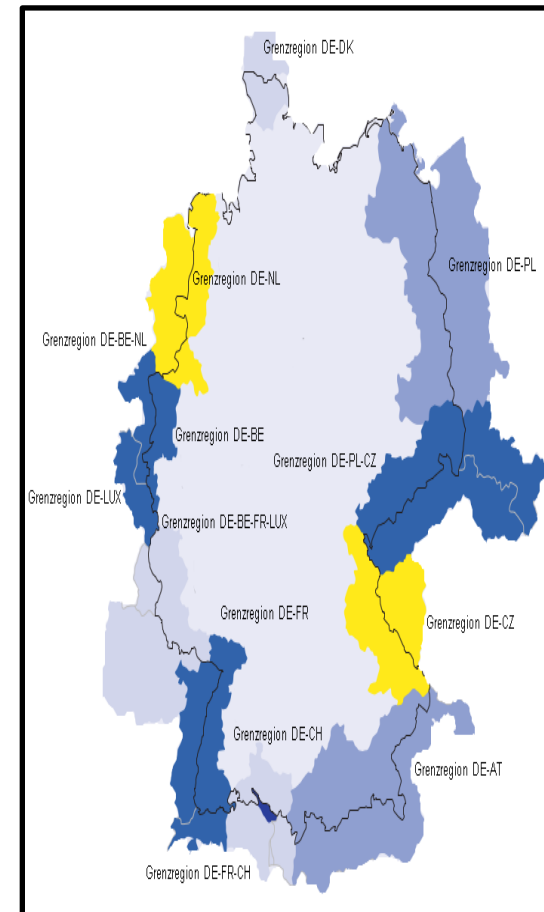 Grenzregion DE-DK
Grenzregion DE-PL
Grenzregion DE-NL
Grenzregion DE-BE-NL
Grenzregion DE-BE
Grenzregion DE-PL-CZ
Grenzregion DE-LUX
Grenzregion DE-BE-FR-LUX
Grenzregion DE-FR
Grenzregion DE-CZ
Grenzregion DE-CH
Grenzregion DE-AT
Grenzregion DE-FR-CH